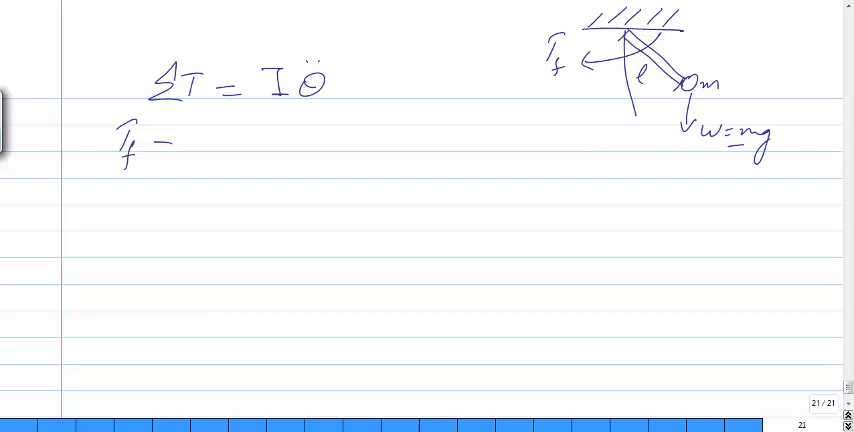 ΣT = I θ̈
T_f -
T_f
l
m
w = mg
21 / 21
21